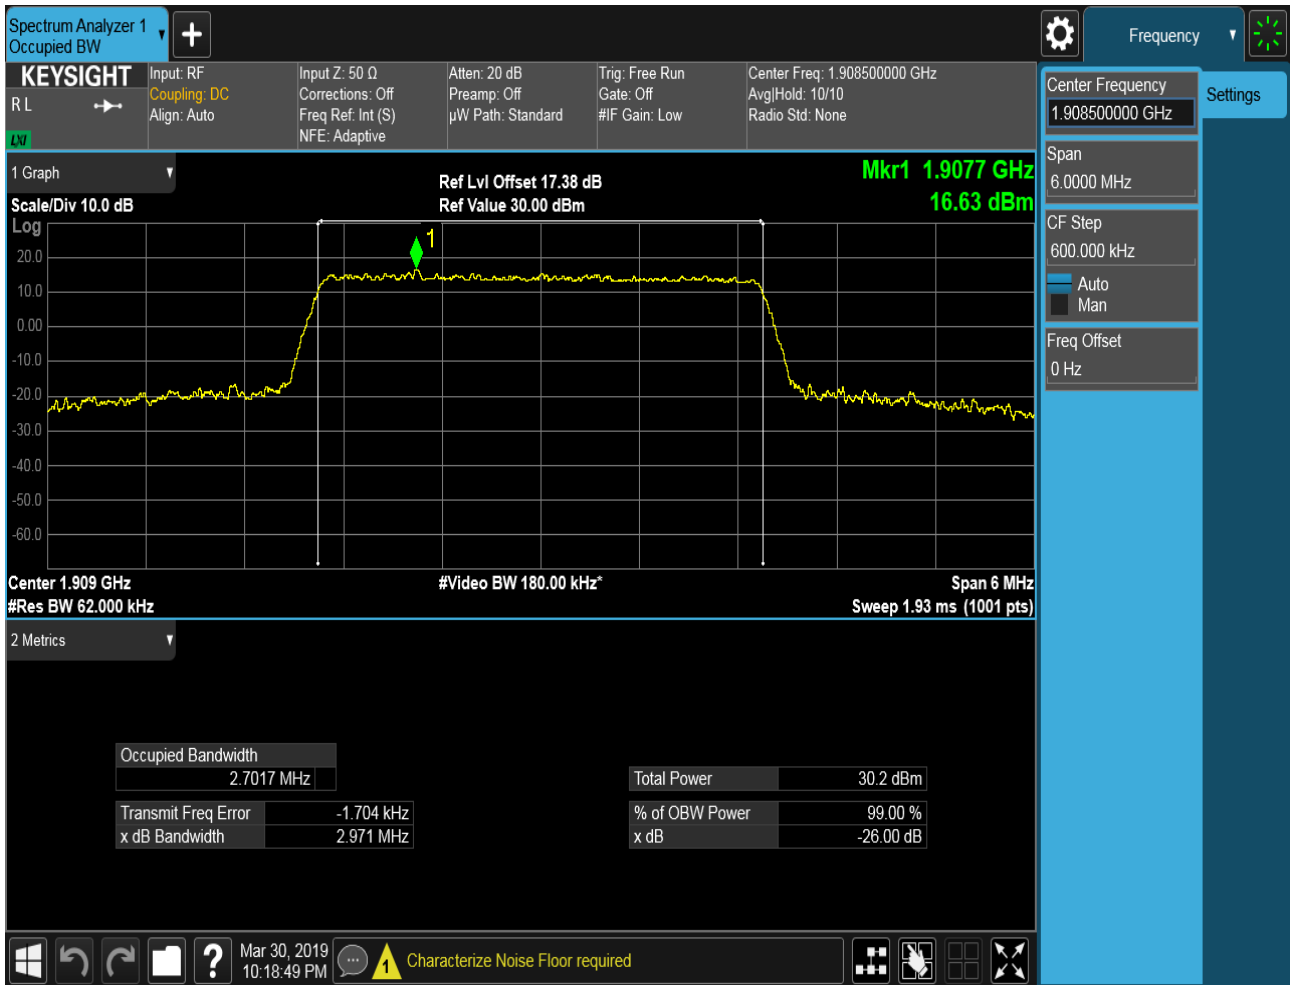 Spectrum Analyzer 1
Occupied BW
Frequency
KEYSIGHT
R L
LXI
Input: RF
Coupling: DC
Align: Auto
Input Z: 50 Ω
Corrections: Off
Freq Ref: Int (S)
NFE: Adaptive
Atten: 20 dB
Preamp: Off
µW Path: Standard
Trig: Free Run
Gate: Off
#IF Gain: Low
Center Freq: 1.908500000 GHz
Avg|Hold: 10/10
Radio Std: None
Center Frequency
1.908500000 GHz
Settings
Span
6.0000 MHz
CF Step
600.000 kHz
Auto
Man
Freq Offset
0 Hz
1 Graph
Scale/Div 10.0 dB
Log
Ref Lvl Offset 17.38 dB
Ref Value 30.00 dBm
Mkr1 1.9077 GHz
16.63 dBm
1
20.0
10.0
0.00
-10.0
-20.0
-30.0
-40.0
-50.0
-60.0
Center 1.909 GHz
#Res BW 62.000 kHz
#Video BW 180.00 kHz*
Span 6 MHz
Sweep 1.93 ms (1001 pts)
2 Metrics
Occupied Bandwidth
2.7017 MHz
Transmit Freq Error -1.704 kHz
x dB Bandwidth 2.971 MHz
Total Power 30.2 dBm
% of OBW Power 99.00 %
x dB -26.00 dB
?
Mar 30, 2019
10:18:49 PM
1
Characterize Noise Floor required